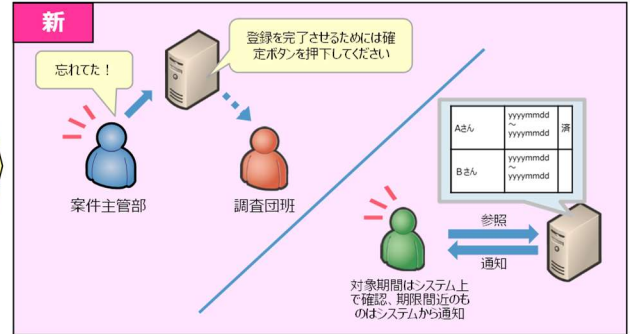 新
登録を完了させるためには確
定ボタンを押下してください
忘れてた！
案件主管部
調査団班
Aさん
yyyymmdd
～
yyyymmdd
済
Bさん
yyyymmdd
～
yyyymmdd
参照
通知
対象期間はシステム上
で確認、期限間近のも
のはシステムから通知